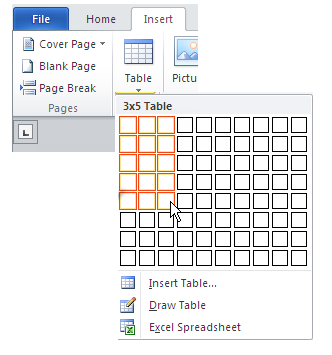 File Home Insert
Cover Page
Blank Page
Page Break
Pages
Table
Pictu
3x5 Table
Insert Table...
Draw Table
Excel Spreadsheet